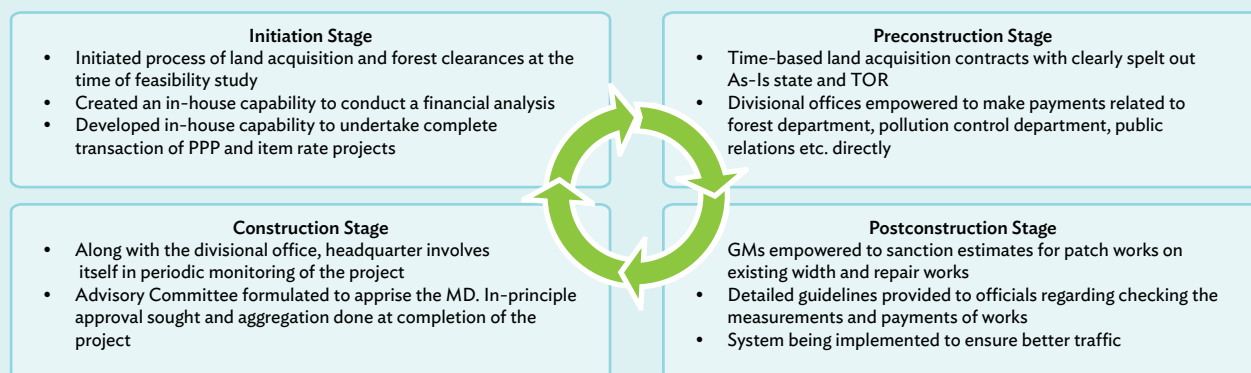 Initiation Stage
• Initiated process of land acquisition and forest clearances at the
time of feasibility study
• Created an in-house capability to conduct a financial analysis
• Developed in-house capability to undertake complete
transaction of PPP and item rate projects
Preconstruction Stage
• Time-based land acquisition contracts with clearly spelt out
As-Is state and TOR
• Divisional offices empowered to make payments related to
forest department, pollution control department, public
relations etc. directly
Construction Stage
• Along with the divisional office, headquarter involves
itself in periodic monitoring of the project
• Advisory Committee formulated to apprise the MD. In-principle
approval sought and aggregation done at completion of the
project
Postconstruction Stage
GMs empowered to sanction estimates for patch works on
existing width and repair works
• Detailed guidelines provided to officials regarding checking the
measurements and payments of works
• System being implemented to ensure better traffic